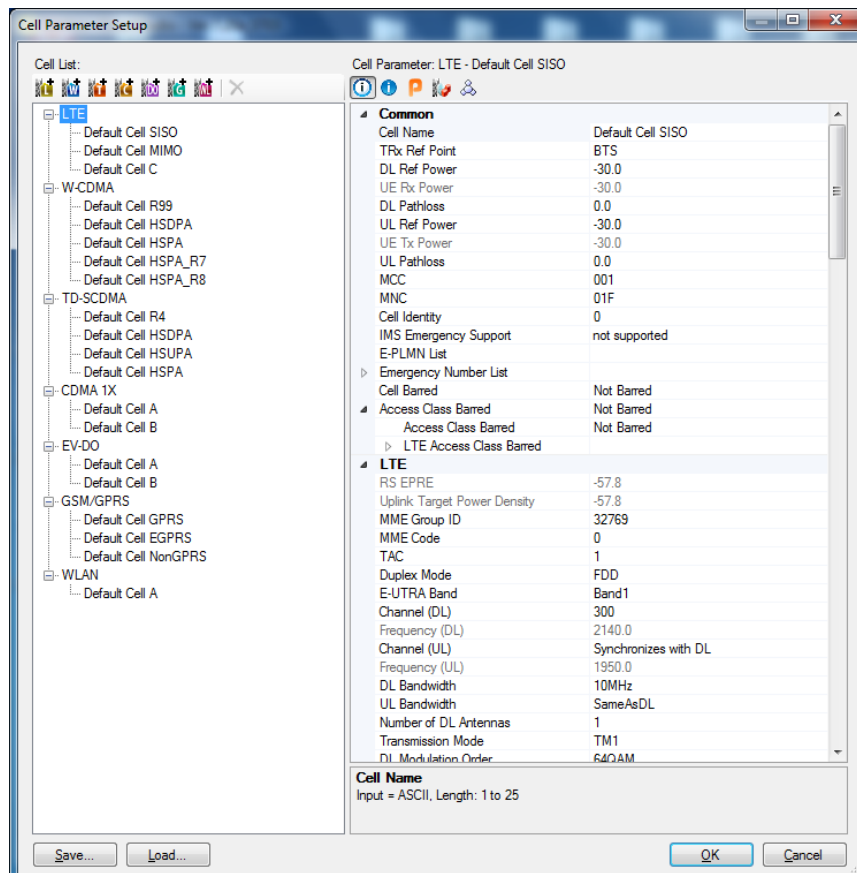 Cell Parameter Setup
Cell List:
LTE
Default Cell SISO
Default Cell MIMO
Default Cell C
W-CDMA
Default Cell R99
Default Cell HSDPA
Default Cell HSPA
Default Cell HSPA_R7
Default Cell HSPA_R8
TD-SCDMA
Default Cell R4
Default Cell HSDPA
Default Cell HSUPA
Default Cell HSPA
CDMA 1X
Default Cell A
Default Cell B
EV-DO
Default Cell A
Default Cell B
GSM/GPRS
Default Cell GPRS
Default Cell EGPRS
Default Cell NonGPRS
WLAN
Default Cell A
Cell Parameter: LTE - Default Cell SISO
Common
Cell Name Default Cell SISO
TRx Ref Point BTS
DL Ref Power -30.0
UE Rx Power -30.0
DL Pathloss 0.0
UL Ref Power -30.0
UE Tx Power -30.0
UL Pathloss 0.0
MCC 001
MNC 01F
Cell Identity 0
IMS Emergency Support not supported
E-PLMN List
Emergency Number List
Cell Barred Not Barred
Access Class Barred Not Barred
Access Class Barred Not Barred
LTE Access Class Barred
LTE
RS EPRE -57.8
Uplink Target Power Density -57.8
MME Group ID 32769
MME Code 0
TAC 1
Duplex Mode FDD
E-UTRA Band Band1
Channel (DL) 300
Frequency (DL) 2140.0
Channel (UL) Synchronizes with DL
Frequency (UL) 1950.0
DL Bandwidth 10MHz
UL Bandwidth SameAsDL
Number of DL Antennas 1
Transmission Mode TM1
DL Modulation Order 64QAM
Cell Name
Input = ASCII, Length: 1 to 25
Save... Load... OK Cancel